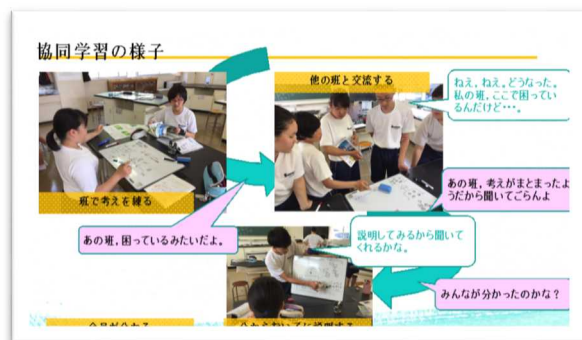 協同学習の様子
他の班と交流する
ねえ，ねえ。どうなった。
私の班，ここで困ってい
るんだけど・・・。
班で考えを練る
あの班，考えがまとまったよ
うだから聞いてごらんよ
あの班，困っているみたいだよ。
説明してみるから聞いて
くれるかな。
みんなが分かったのかな？